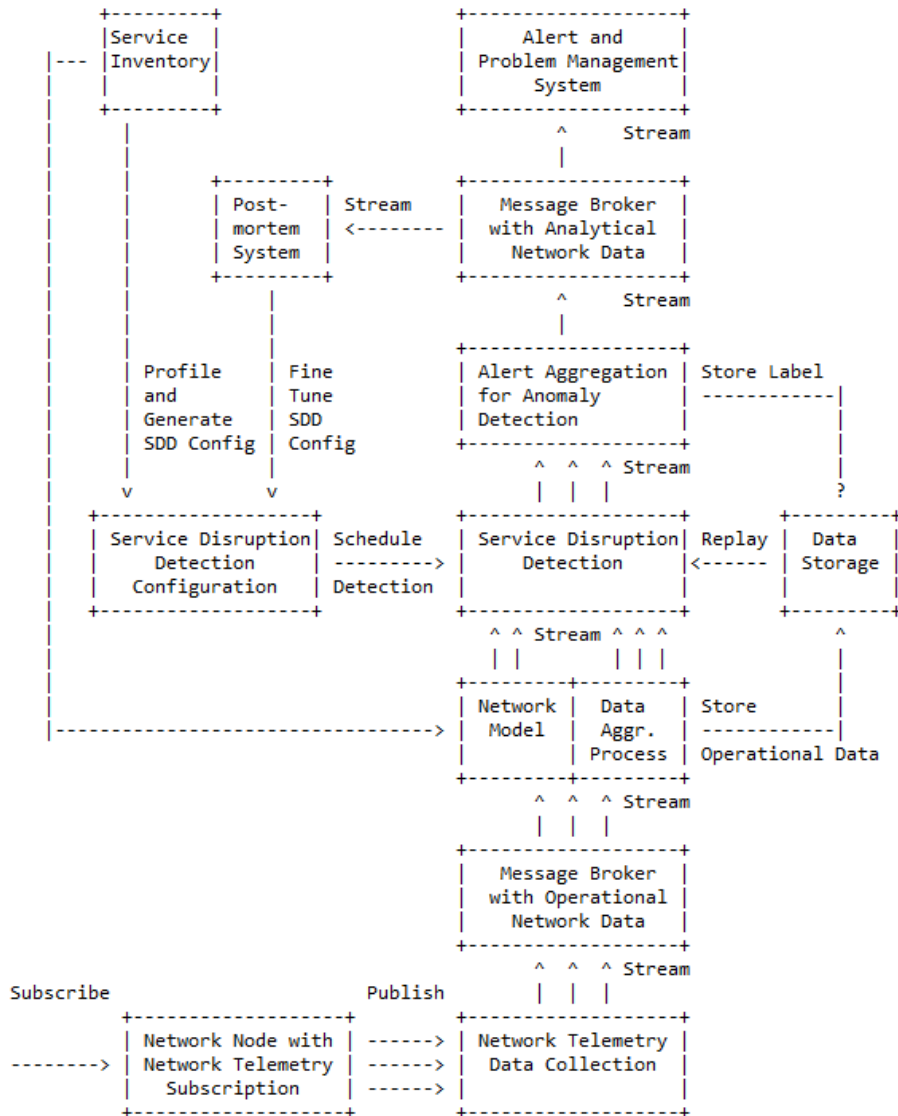 Service
Inventory
Alert and
Problem Management
System
Stream
Post-
mortem
System
Stream
Message Broker
with Analytical
Network Data
Stream
Profile
and
Generate
SDD Config
Fine
Tune
SDD
Config
Alert Aggregation
for Anomaly
Detection
Store Label
Stream
?
Service Disruption
Detection
Configuration
Schedule
Detection
Service Disruption
Detection
Replay
Data
Storage
Stream
Network
Model
Data
Aggr.
Process
Store
Operational Data
Stream
Message Broker
with Operational
Network Data
Stream
Subscribe
Publish
Network Node with
Network Telemetry
Subscription
Network Telemetry
Data Collection